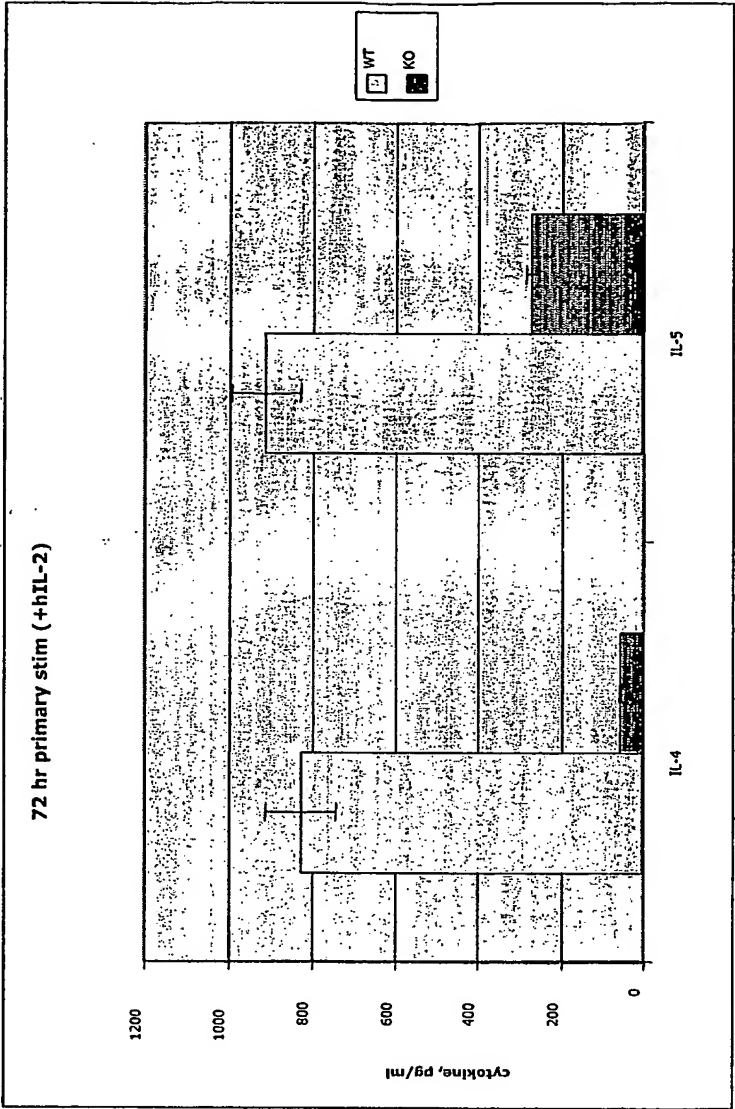 72 hr primary stim (+hIL-2)
WT
KO
cytokine, pg/ml
1200
1000
800
600
400
200
0
IL-4
IL-5